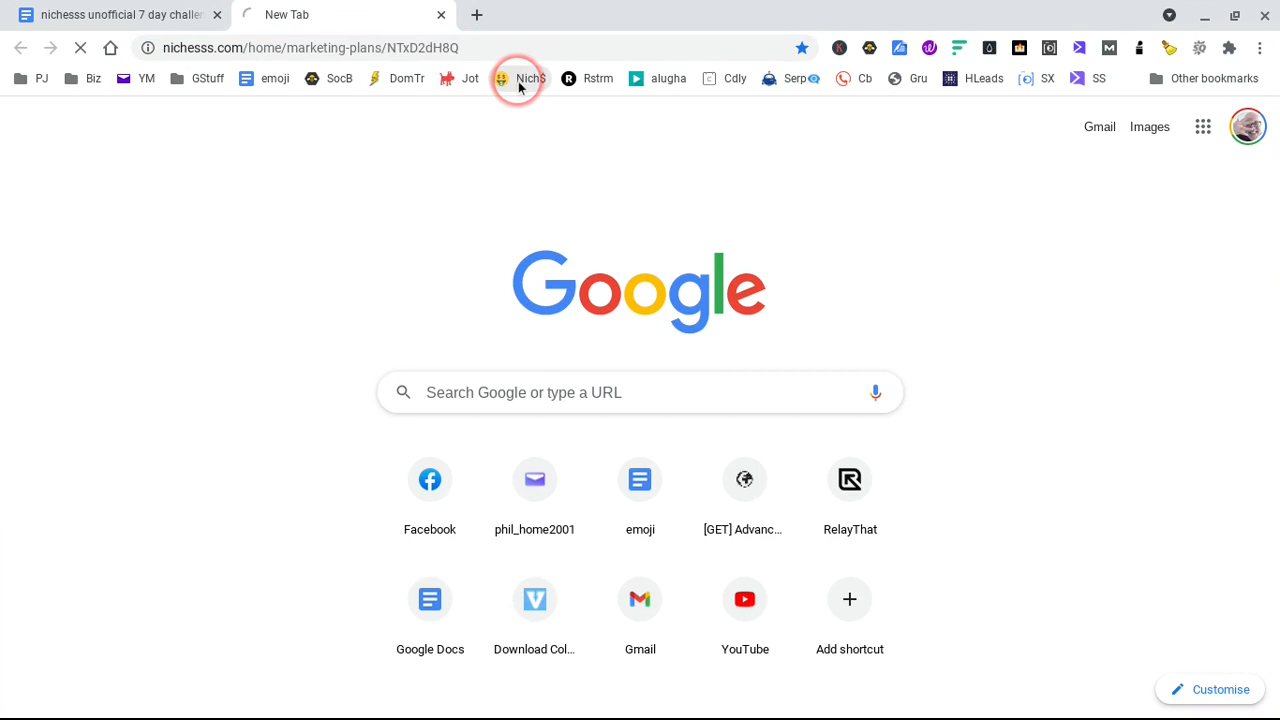 nichesss unofficial 7 day challen
New Tab
nichesss.com/home/marketing-plans/NTxD2dH8Q
PJ Biz YM GStuff emoji SocB DomTr Jot Nich$ Rstrm alugha Cdly Serp Cb Gru HLeads SX SS Other bookmarks
Gmail Images
Google
Search Google or type a URL
Facebook phil_home2001 emoji [GET] Advanc... RelayThat
Google Docs Download Col... Gmail YouTube Add shortcut
Customise